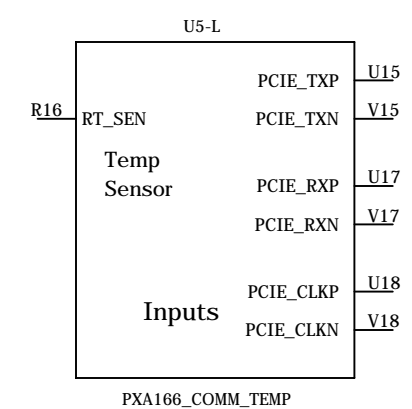 U5-L
PCIE_TXP U15
R16 RT_SEN PCIE_TXN V15
Temp
Sensor
PCIE_RXP U17
PCIE_RXN V17
PCIE_CLKP U18
Inputs
PCIE_CLKN V18
PXA166_COMM_TEMP